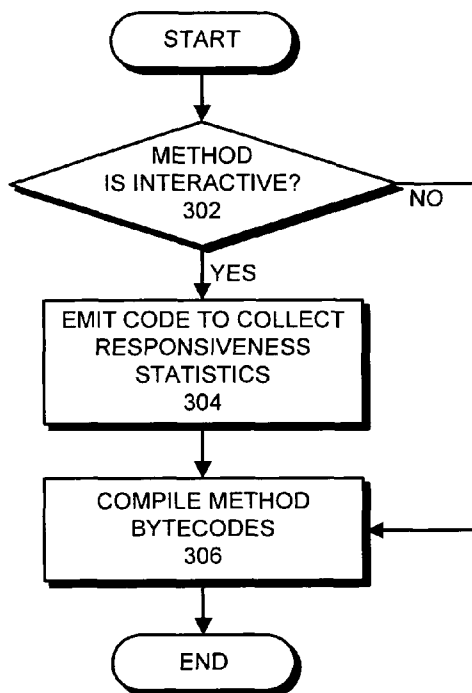 START
METHOD
IS INTERACTIVE?
302
NO
YES
EMIT CODE TO COLLECT
RESPONSIVENESS
STATISTICS
304
COMPILE METHOD
BYTECODES
306
END